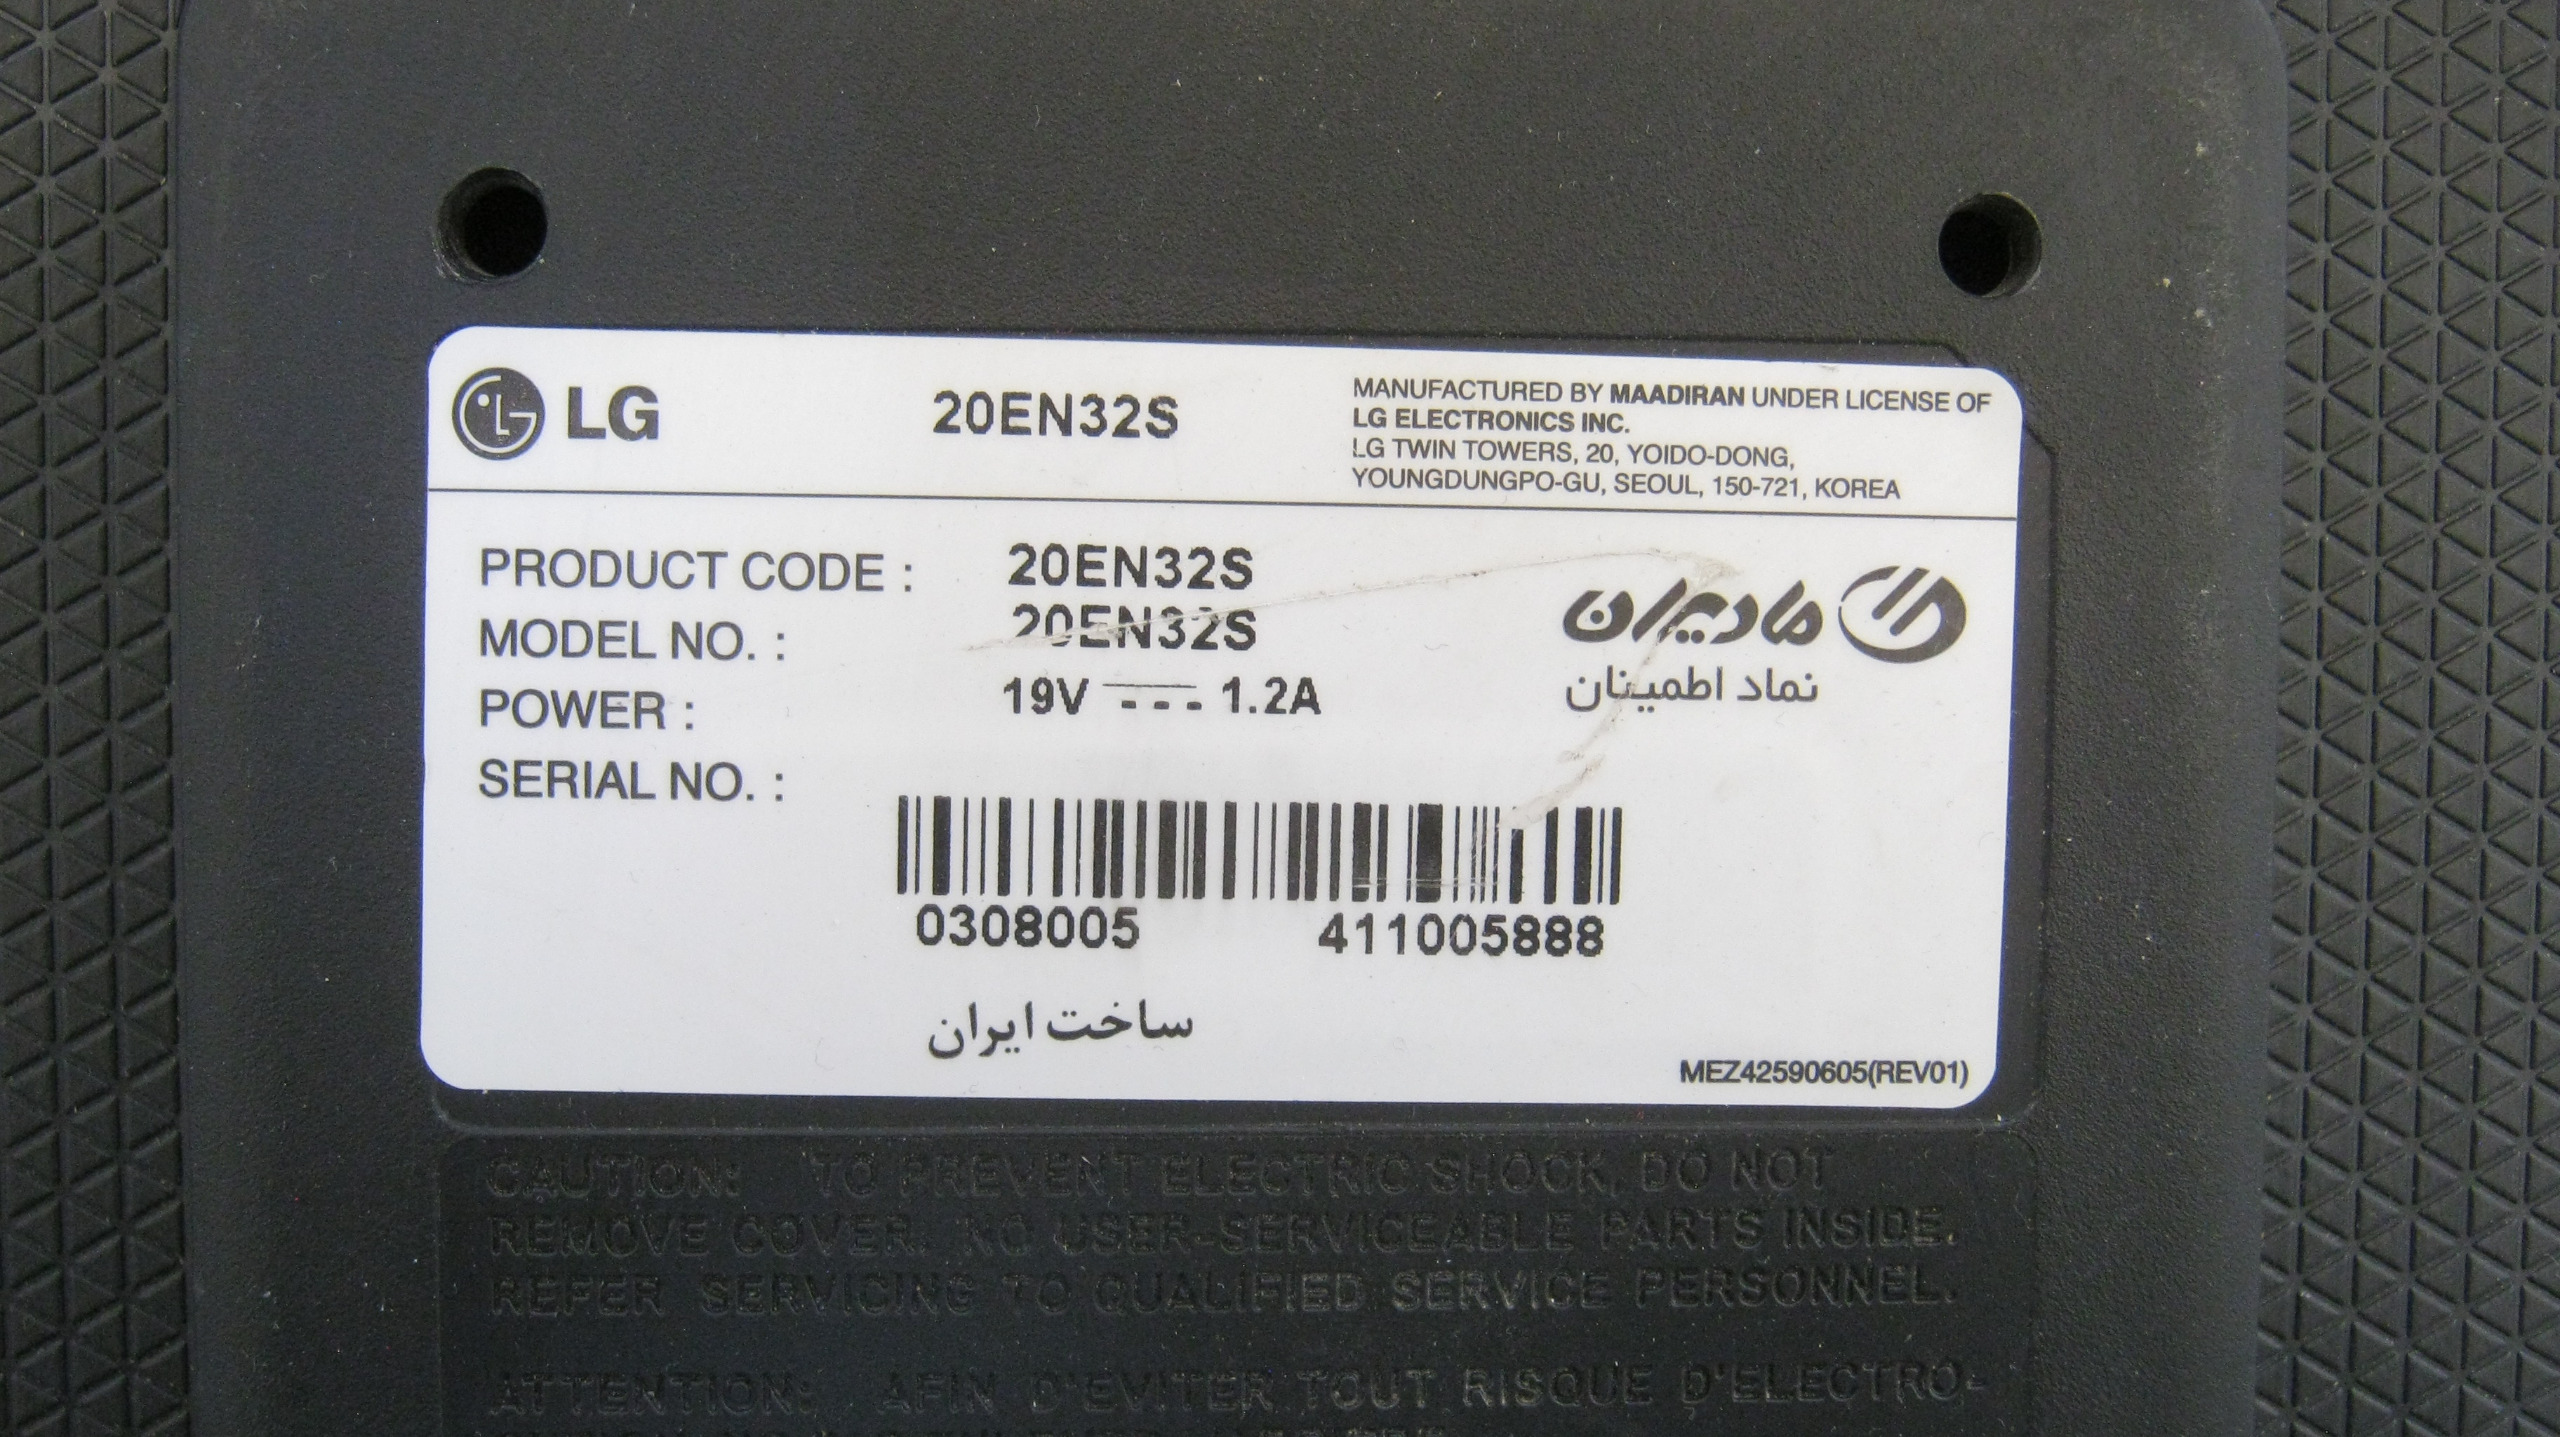 LG
20EN32S
MANUFACTURED BY MAADIRAN UNDER LICENSE OF
LG ELECTRONICS INC.
LG TWIN TOWERS, 20, YOIDO-DONG,
YOUNGDUNGPO-GU, SEOUL, 150-721, KOREA
PRODUCT CODE : 20EN32S
MODEL NO. : 20EN32S
POWER : 19V ⎓ 1.2A
مادیران
نماد اطمینان
SERIAL NO. :
0308005 411005888
ساخت ایران
MEZ42590605(REV01)
CAUTION: TO PREVENT ELECTRIC SHOCK, DO NOT
REMOVE COVER. NO USER-SERVICEABLE PARTS INSIDE.
REFER SERVICING TO QUALIFIED SERVICE PERSONNEL.
ATTENTION: AFIN D'EVITER TOUT RISQUE D'ELECTRO-